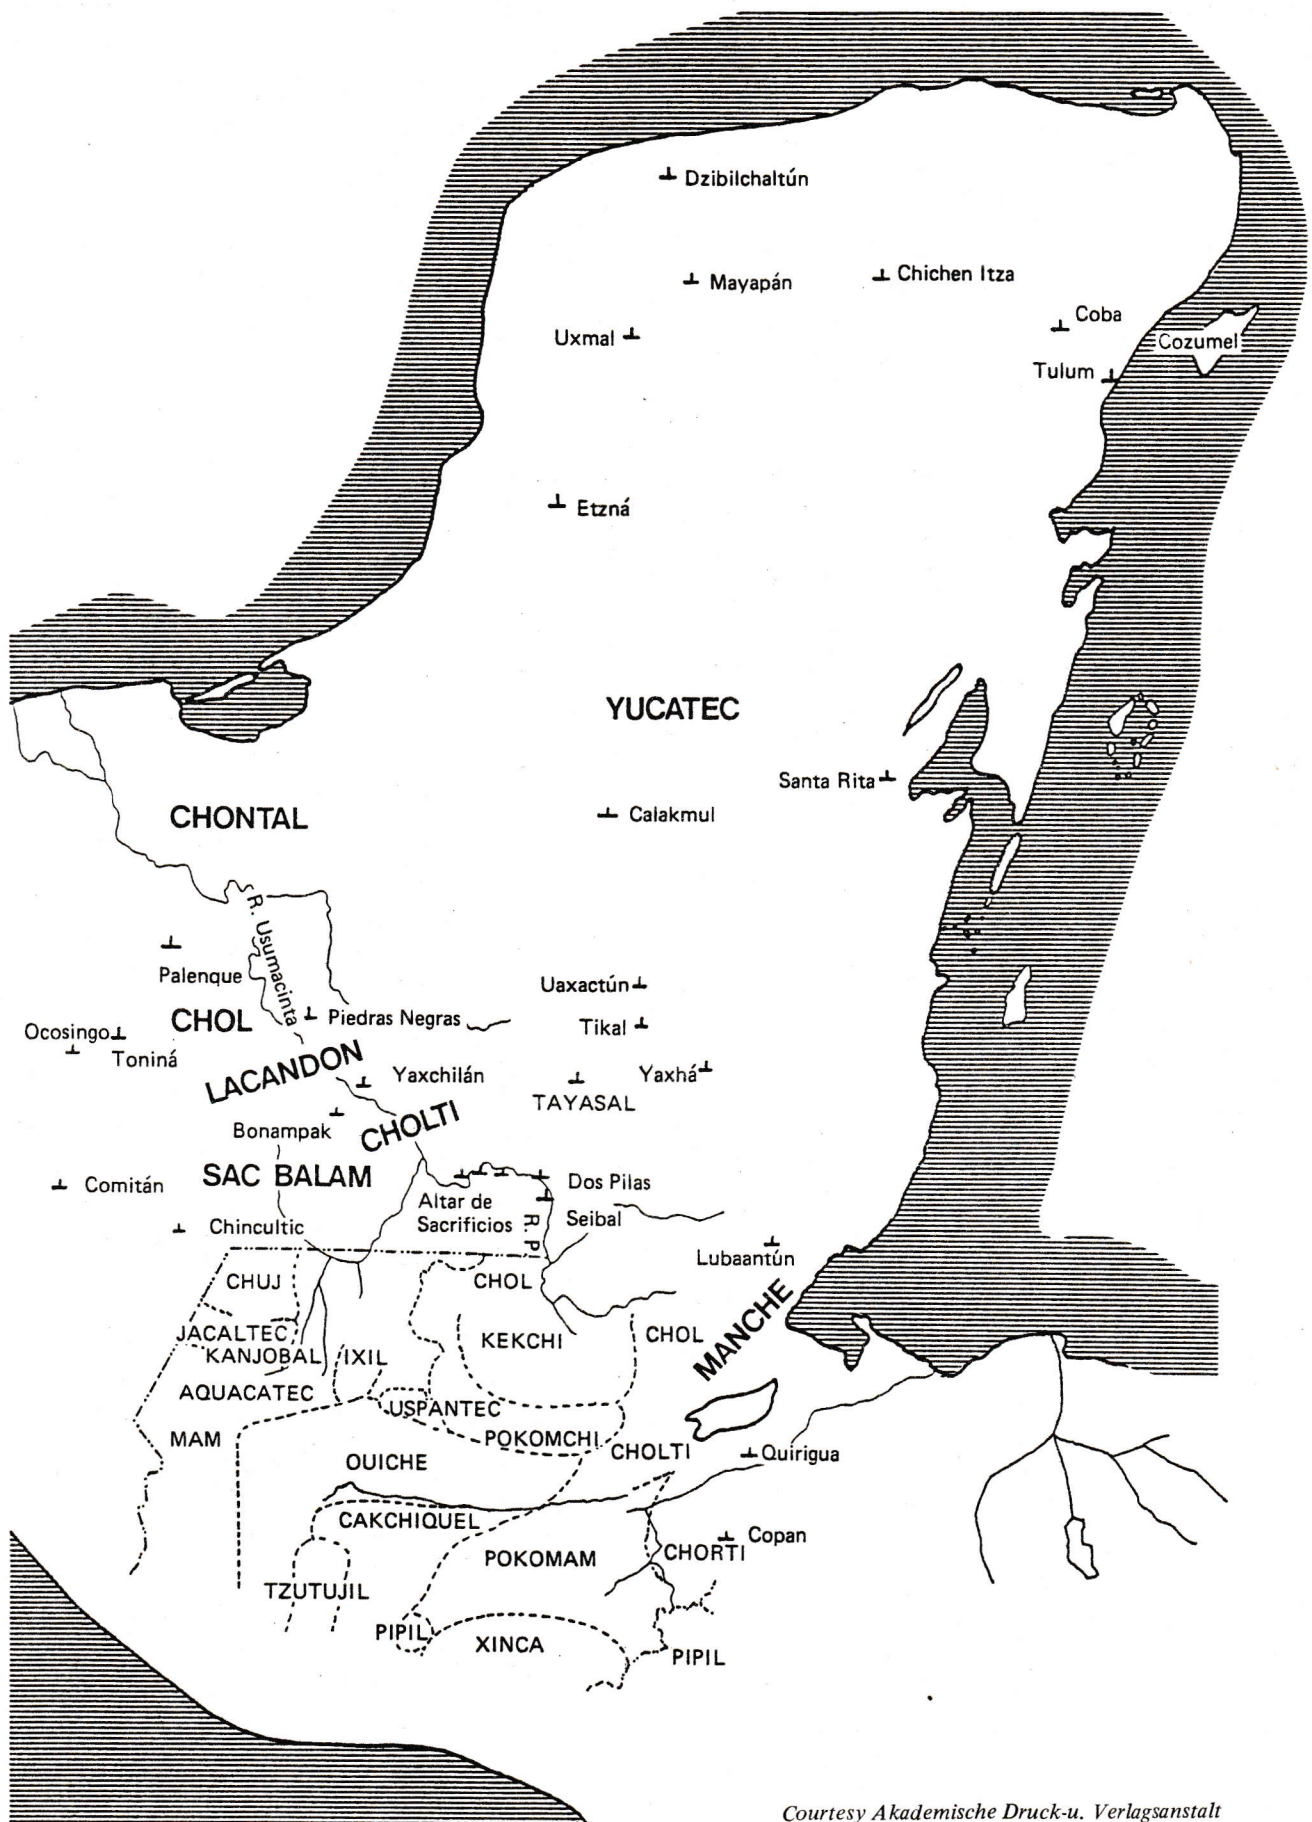 Dzibilchaltún
Mayapán
Chichen Itza
Coba
Uxmal
Cozumel
Tulum
Etzná
YUCATEC
Santa Rita
CHONTAL
Calakmul
R. Usumacinta
Palenque
Uaxactún
CHOL
Piedras Negras
Tikal
Ocosingo
Toniná
LACANDON
Yaxchilán
Yaxhá
TAYASAL
CHOLTI
Bonampak
SAC BALAM
Comitán
Dos Pilas
Altar de
Sacrificios
R. P
Seibal
Chincultic
Lubaantún
CHUJ
CHOL
MANCHE
JACALTEC
KEKCHI
CHOL
KANJOBAL
IXIL
AQUACATEC
USPANTEC
MAM
POKOMCHI
CHOLTI
Quirigua
OUICHE
CAKCHIQUEL
Copan
POKOMAM
CHORTI
TZUTUJIL
PIPIL
XINCA
PIPIL
Courtesy Akademische Druck-u. Verlagsanstalt